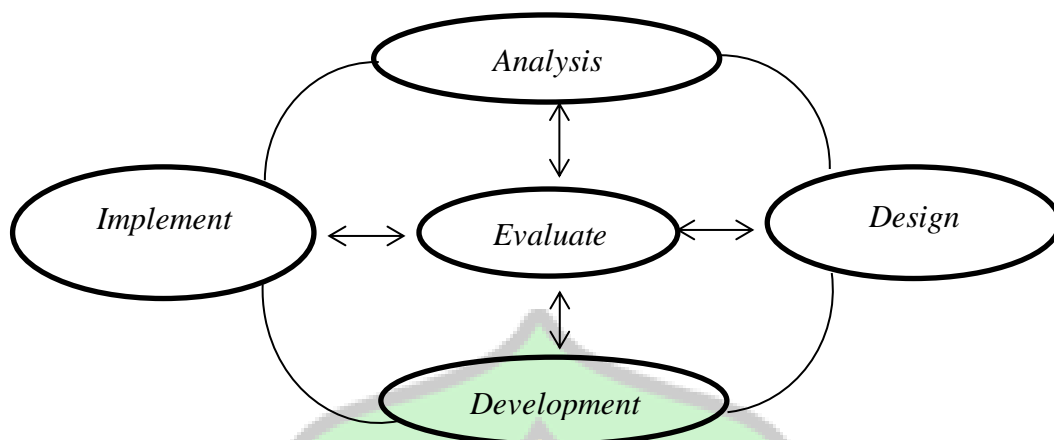 Analysis
Implement
Evaluate
Design
Development